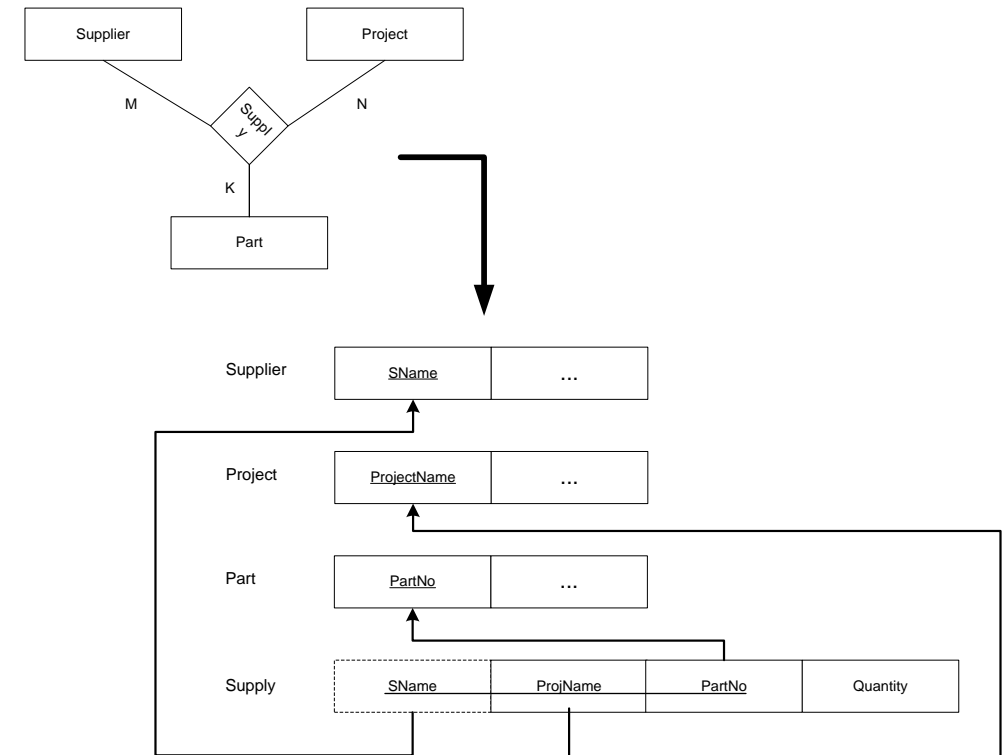 Supplier
Project
M
N
Suppl
y
K
Part
Supplier
SName
...
Project
ProjectName
...
Part
PartNo
...
Supply
SName
ProjName
PartNo
Quantity